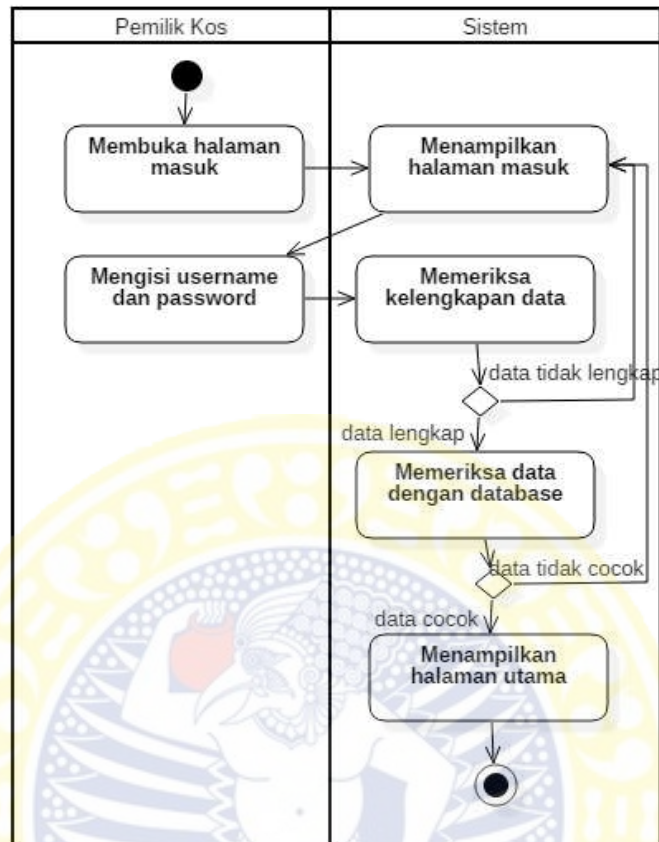 Pemilik Kos
Sistem
Membuka halaman
masuk
Menampilkan
halaman masuk
Mengisi username
dan password
Memeriksa
kelengkapan data
data tidak lengkap
data lengkap
Memeriksa data
dengan database
data tidak cocok
data cocok
Menampilkan
halaman utama